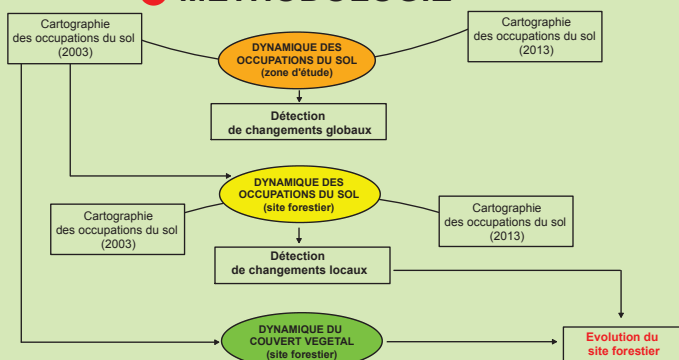 MÉTHODOLOGIE
Cartographie
des occupations du sol
(2003)
DYNAMIQUE DES
OCCUPATIONS DU SOL
(zone d'étude)
Cartographie
des occupations du sol
(2013)
Détection
de changements globaux
DYNAMIQUE DES
OCCUPATIONS DU SOL
(site forestier)
Cartographie
des occupations du sol
(2003)
Cartographie
des occupations du sol
(2013)
Détection
de changements locaux
DYNAMIQUE DU
COUVERT VEGETAL
(site forestier)
Evolution du
site forestier